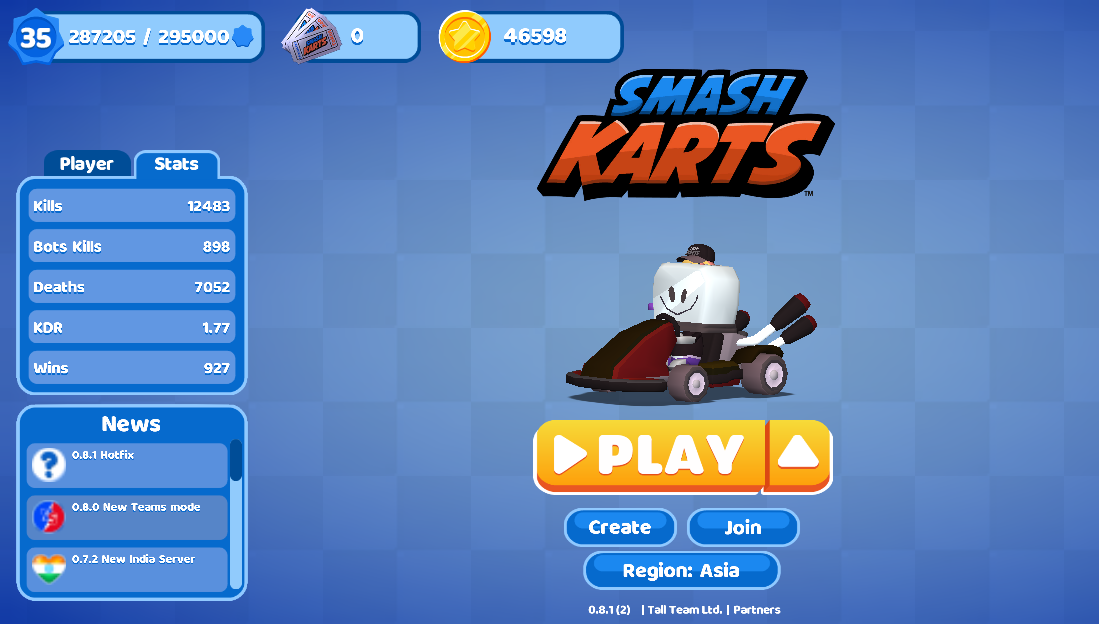 35 287205 / 295000
0
46598
SMASH
KARTS
TM
Player
Stats
Kills 12483
Bots Kills 898
Deaths 7052
KDR 1.77
Wins 927
News
0.8.1 Hotfix
0.8.0 New Teams mode
0.7.2 New India Server
PLAY
Create
Join
Region: Asia
0.8.1 (2) | Tall Team Ltd. | Partners